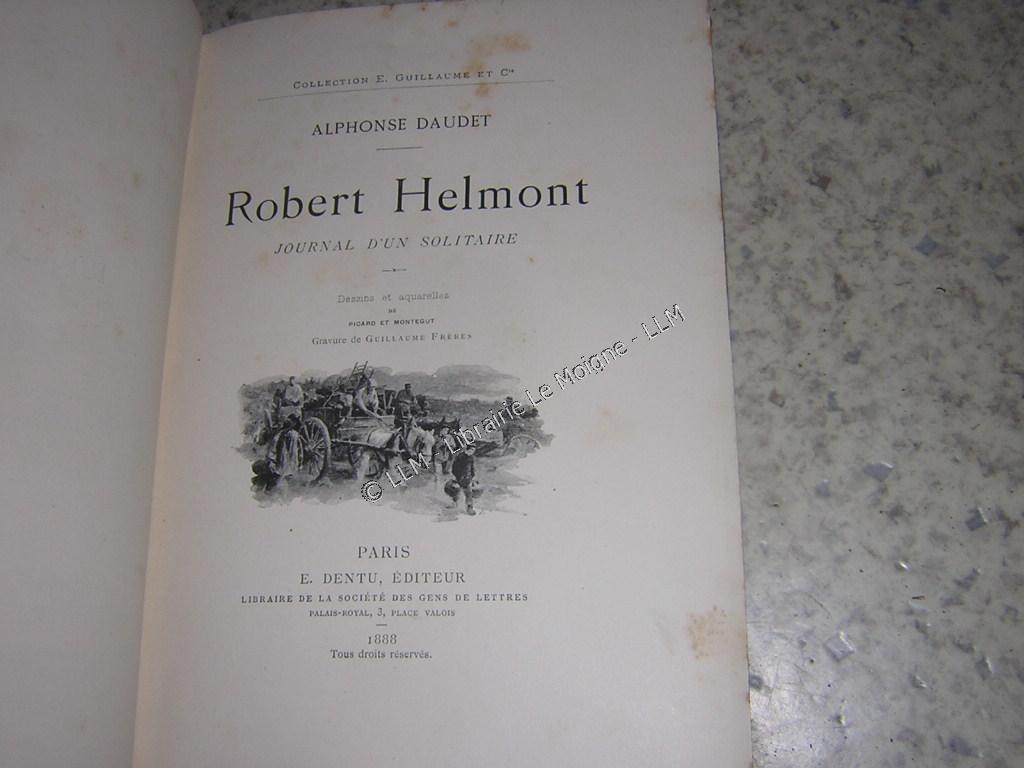 COLLECTION E. GUILLAUME ET Cie
ALPHONSE DAUDET
Robert Helmont
JOURNAL D'UN SOLITAIRE
Dessins et aquarelles
DE
PICARD ET MONTÉGUT
Gravure de GUILLAUME FRÈRES
© LLM - Librairie Le Moigne - LLM
PARIS
E. DENTU, ÉDITEUR
LIBRAIRE DE LA SOCIÉTÉ DES GENS DE LETTRES
PALAIS-ROYAL, 3, PLACE VALOIS
1888
Tous droits réservés.